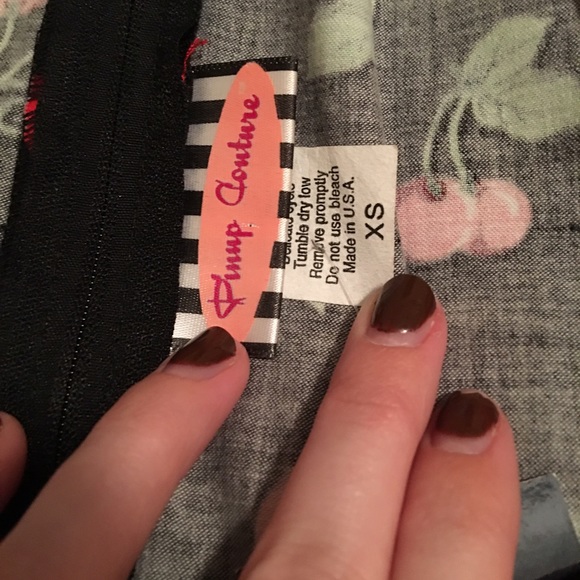 Pinup Couture
Tumble dry low
Remove promptly
Do not use bleach
Made in U.S.A.
XS